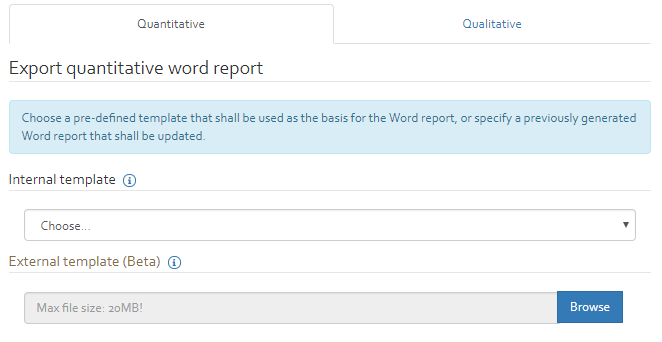 Quantitative
Qualitative
Export quantitative word report
Choose a pre-defined template that shall be used as the basis for the Word report, or specify a previously generated
Word report that shall be updated.
Internal template
Choose...
External template (Beta)
Max file size: 20MB!
Browse